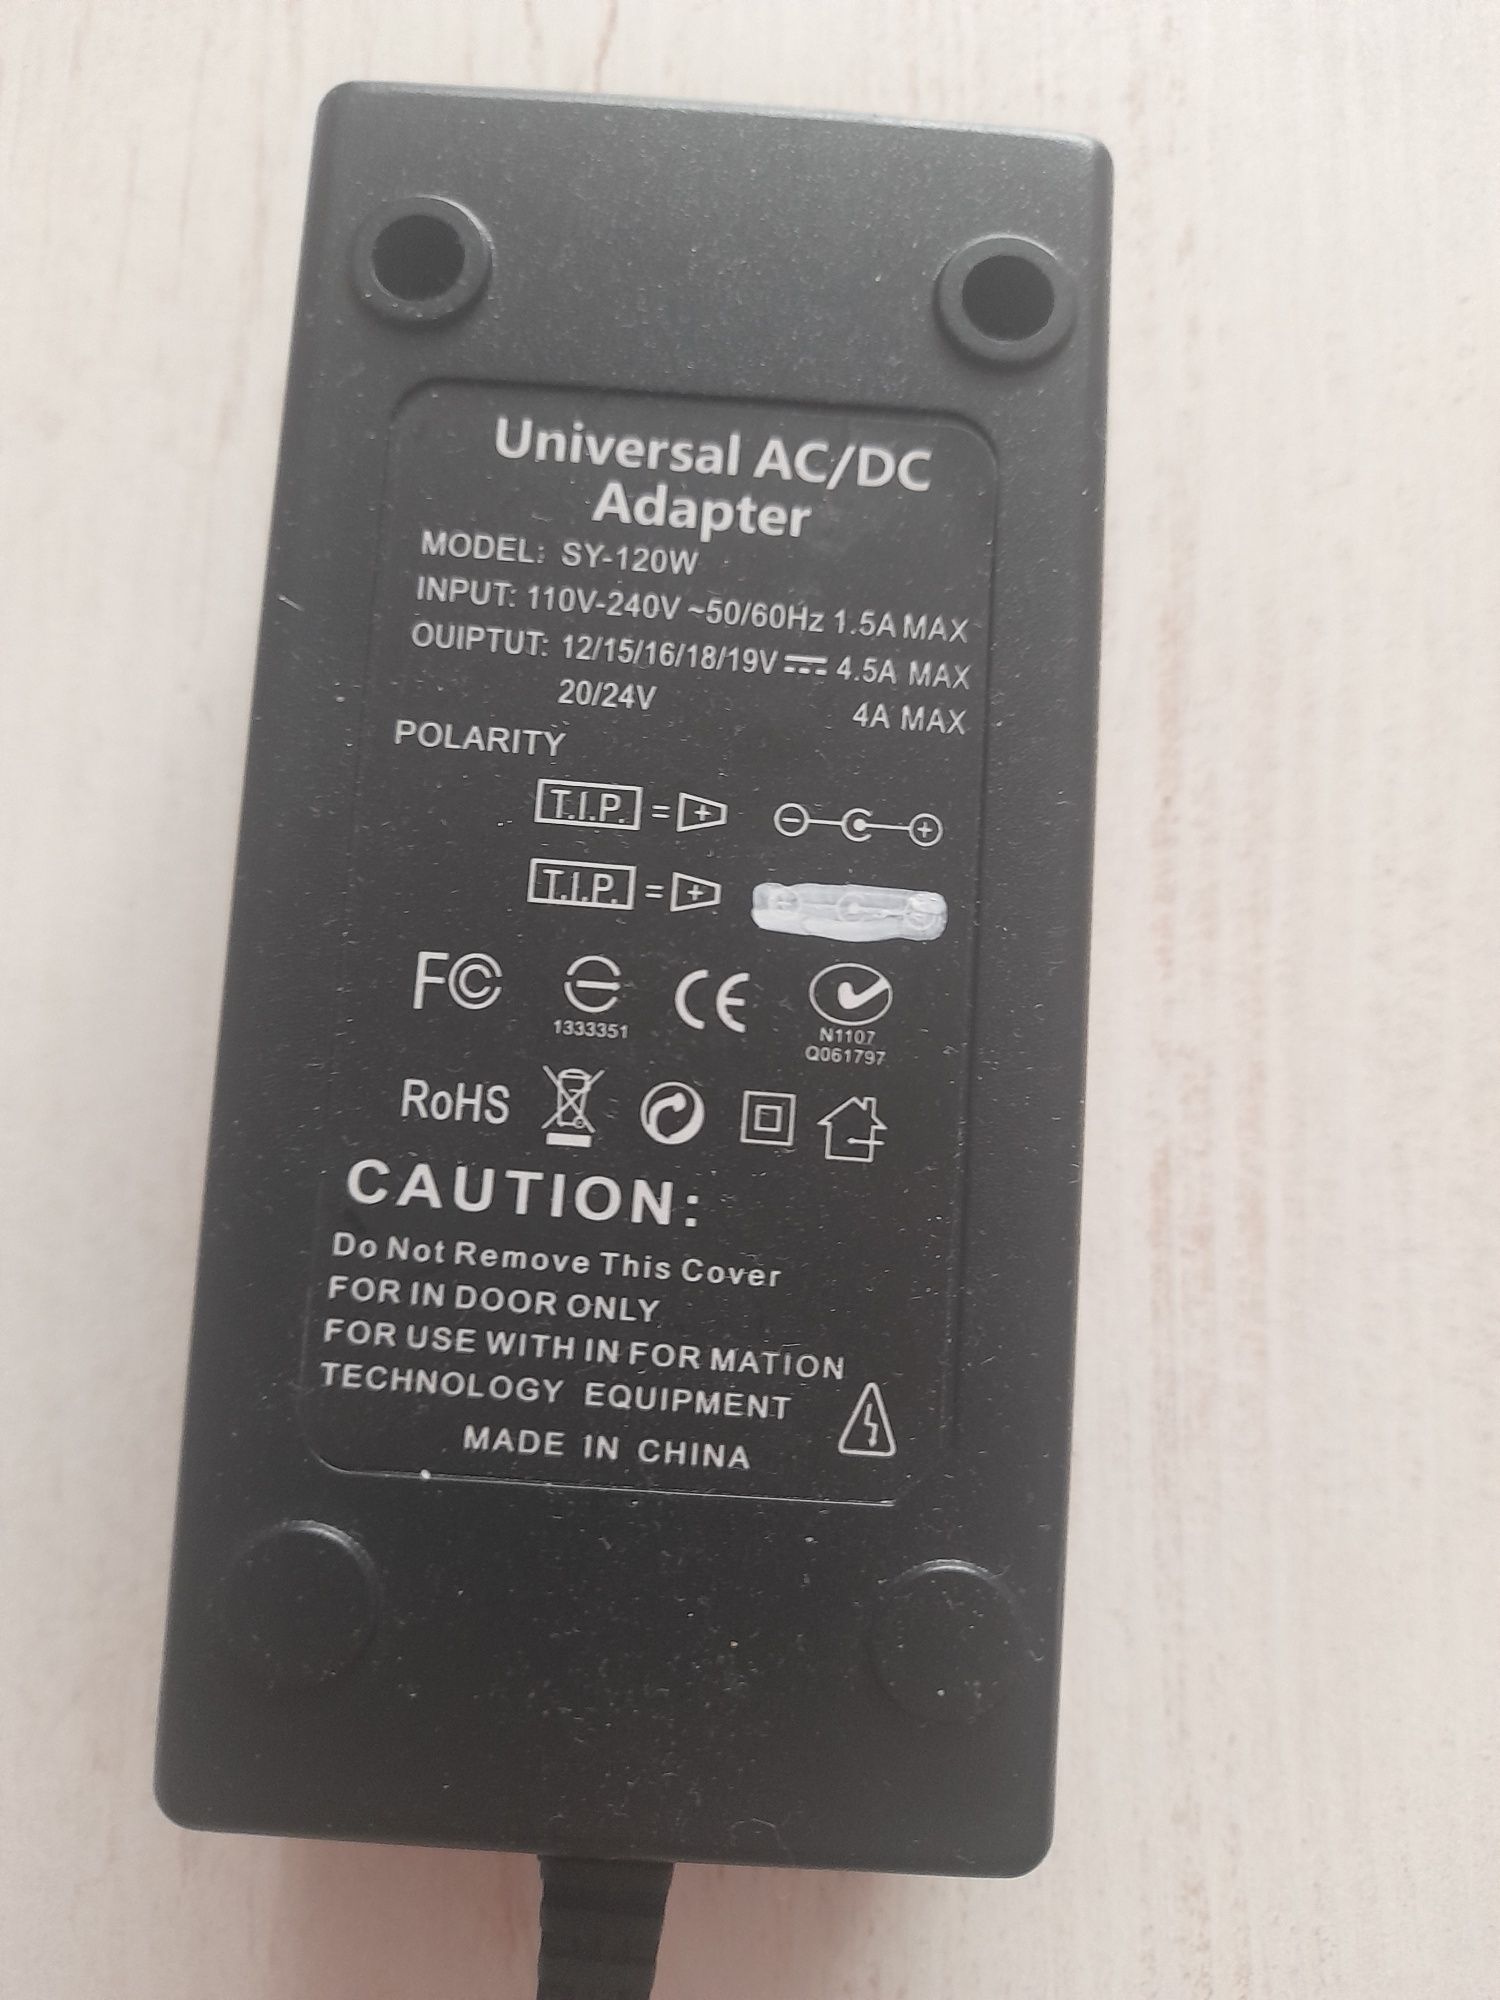 Universal AC/DC
Adapter
MODEL: SY-120W
INPUT: 110V-240V ~50/60Hz 1.5A MAX
OUIPTUT: 12/15/16/18/19V⎓4.5A MAX
20/24V 4A MAX
POLARITY
T.I.P. = +
T.I.P. = +
FC
CE
1333351
N1107
Q061797
RoHS
CAUTION:
Do Not Remove This Cover
FOR IN DOOR ONLY
FOR USE WITH IN FOR MATION
TECHNOLOGY EQUIPMENT
MADE IN CHINA